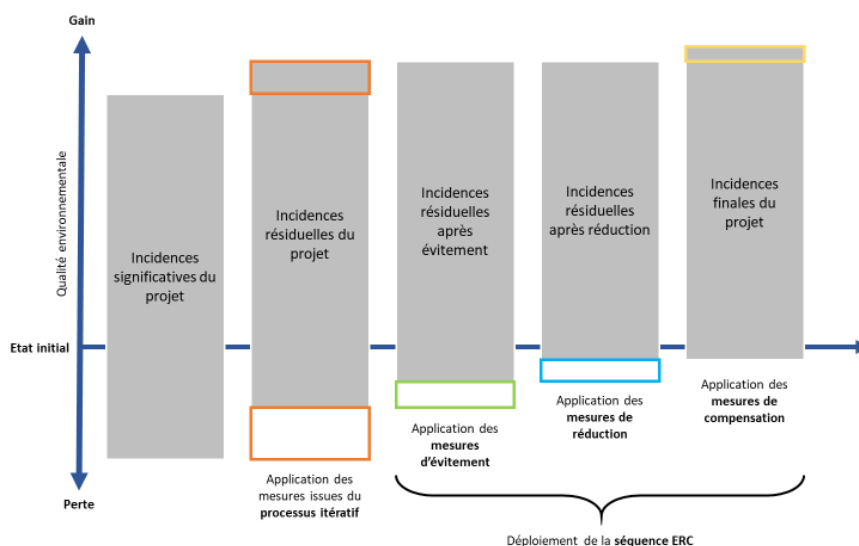 Gain
Qualité environnementale
Etat initial
Perte
Incidences
significatives du
projet
Incidences
résiduelles du
projet
Incidences
résiduelles
après
évitement
Incidences
résiduelles
après réduction
Incidences
finales du
projet
Application des
mesures issues du
processus itératif
Application des
mesures
d'évitement
Application des
mesures de
réduction
Application des
mesures de
compensation
Déploiement de la séquence ERC